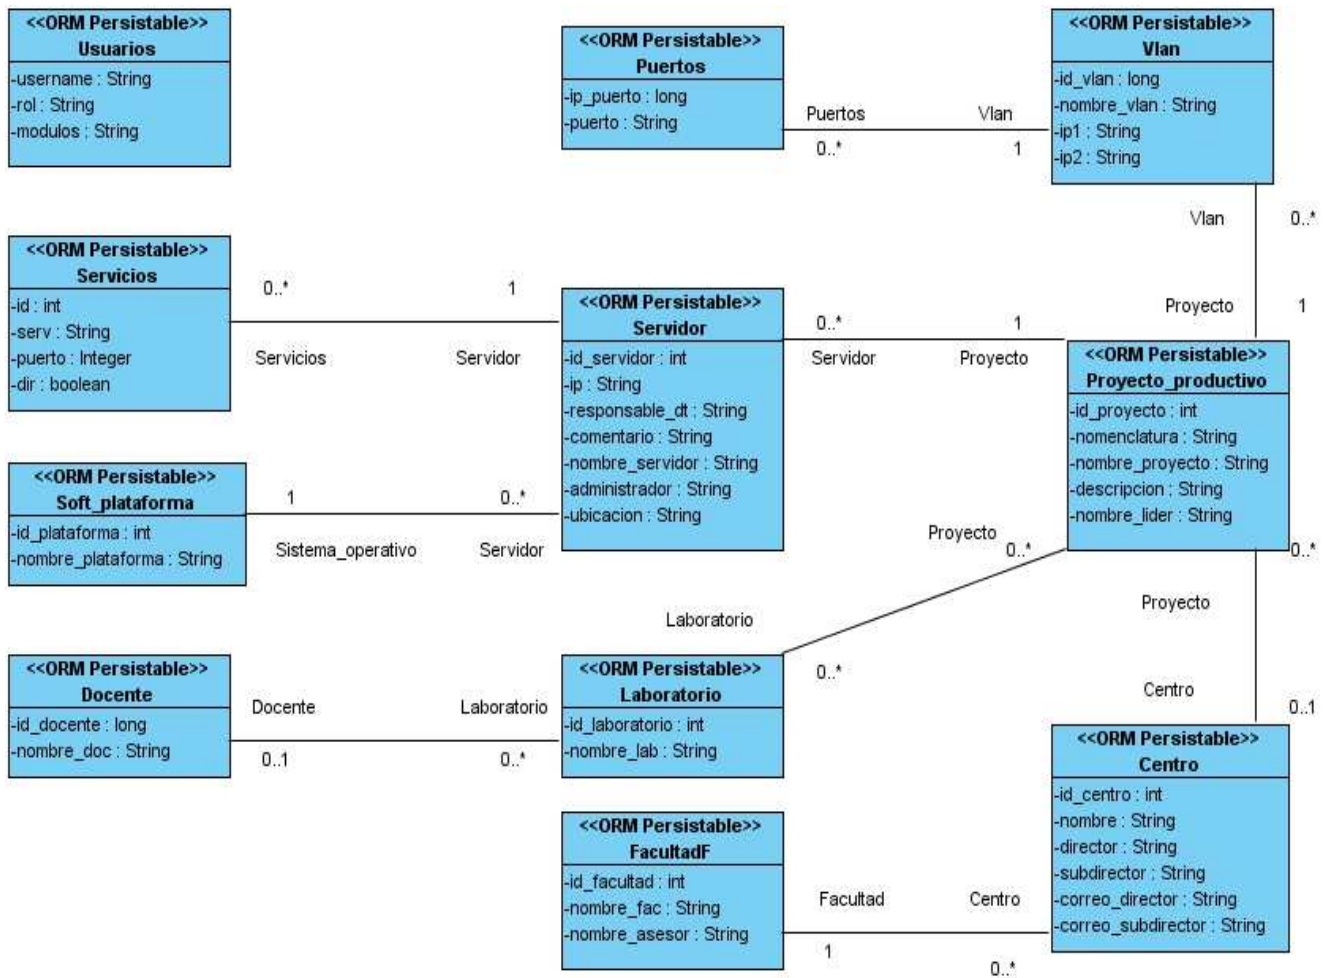 <<ORM Persistable>>
Usuarios
-username : String
-rol : String
-modulos : String
<<ORM Persistable>>
Puertos
-ip_puerto : long
-puerto : String
Puertos
Vlan
0..*
1
<<ORM Persistable>>
Vlan
-id_vlan : long
-nombre_vlan : String
-ip1 : String
-ip2 : String
Vlan
0..*
Proyecto
1
<<ORM Persistable>>
Servicios
-id : int
-serv : String
-puerto : Integer
-dir : boolean
0..*
1
Servicios
Servidor
<<ORM Persistable>>
Servidor
-id_servidor : int
-ip : String
-responsable_dt : String
-comentario : String
-nombre_servidor : String
-administrador : String
-ubicacion : String
0..*
1
Servidor
Proyecto
<<ORM Persistable>>
Proyecto_productivo
-id_proyecto : int
-nomenclatura : String
-nombre_proyecto : String
-descripcion : String
-nombre_lider : String
<<ORM Persistable>>
Soft_plataforma
-id_plataforma : int
-nombre_plataforma : String
1
0..*
Sistema_operativo
Servidor
Proyecto
0..*
0..*
Proyecto
Laboratorio
0..*
Centro
0..1
<<ORM Persistable>>
Docente
-id_docente : long
-nombre_doc : String
Docente
Laboratorio
0..1
0..*
<<ORM Persistable>>
Laboratorio
-id_laboratorio : int
-nombre_lab : String
<<ORM Persistable>>
Centro
-id_centro : int
-nombre : String
-director : String
-subdirector : String
-correo_director : String
-correo_subdirector : String
<<ORM Persistable>>
FacultadF
-id_facultad : int
-nombre_fac : String
-nombre_asesor : String
Facultad
Centro
1
0..*